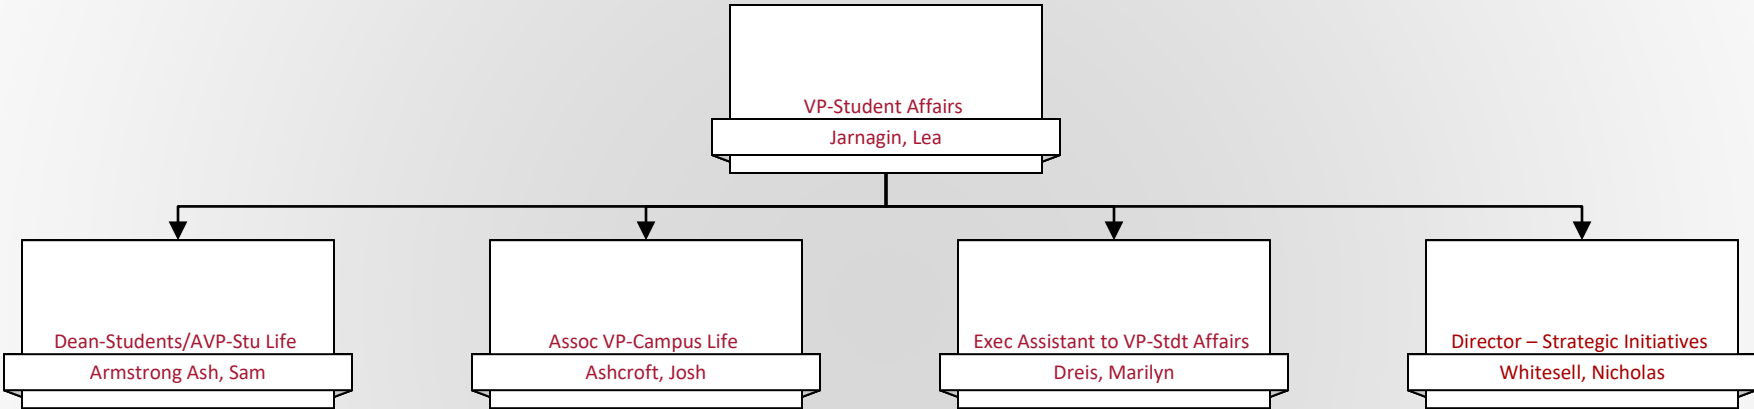 VP-Student Affairs
Jarnagin, Lea
Dean-Students/AVP-Stu Life
Armstrong Ash, Sam
Assoc VP-Campus Life
Ashcroft, Josh
Exec Assistant to VP-Stdt Affairs
Dreis, Marilyn
Director – Strategic Initiatives
Whitesell, Nicholas